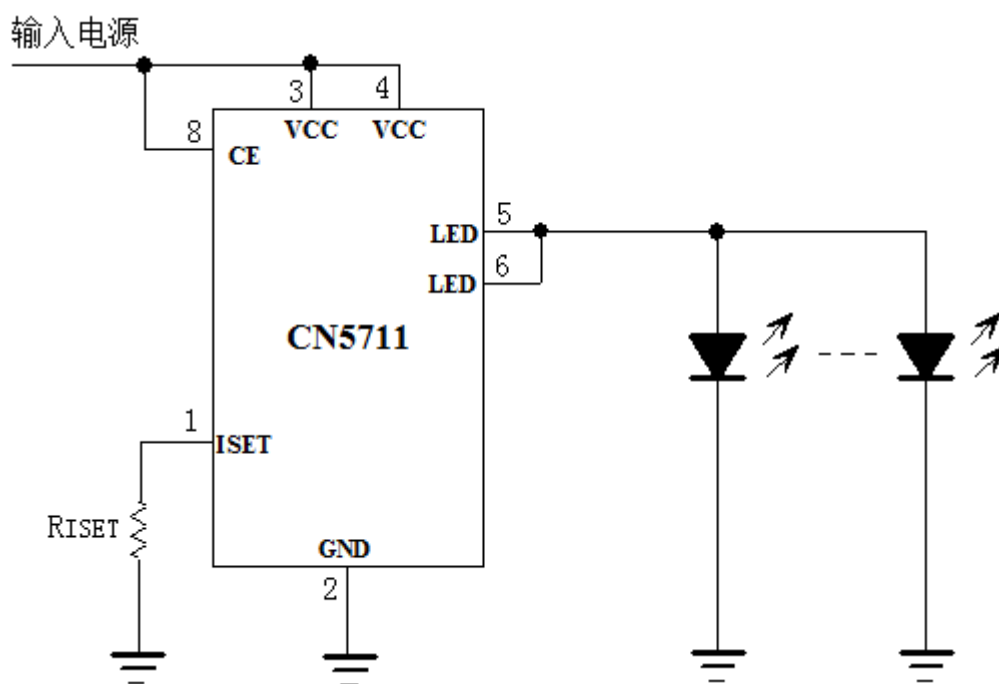 输入电源
3
4
8
VCC
VCC
CE
5
LED
6
LED
CN5711
1
ISET
RISET
GND
2